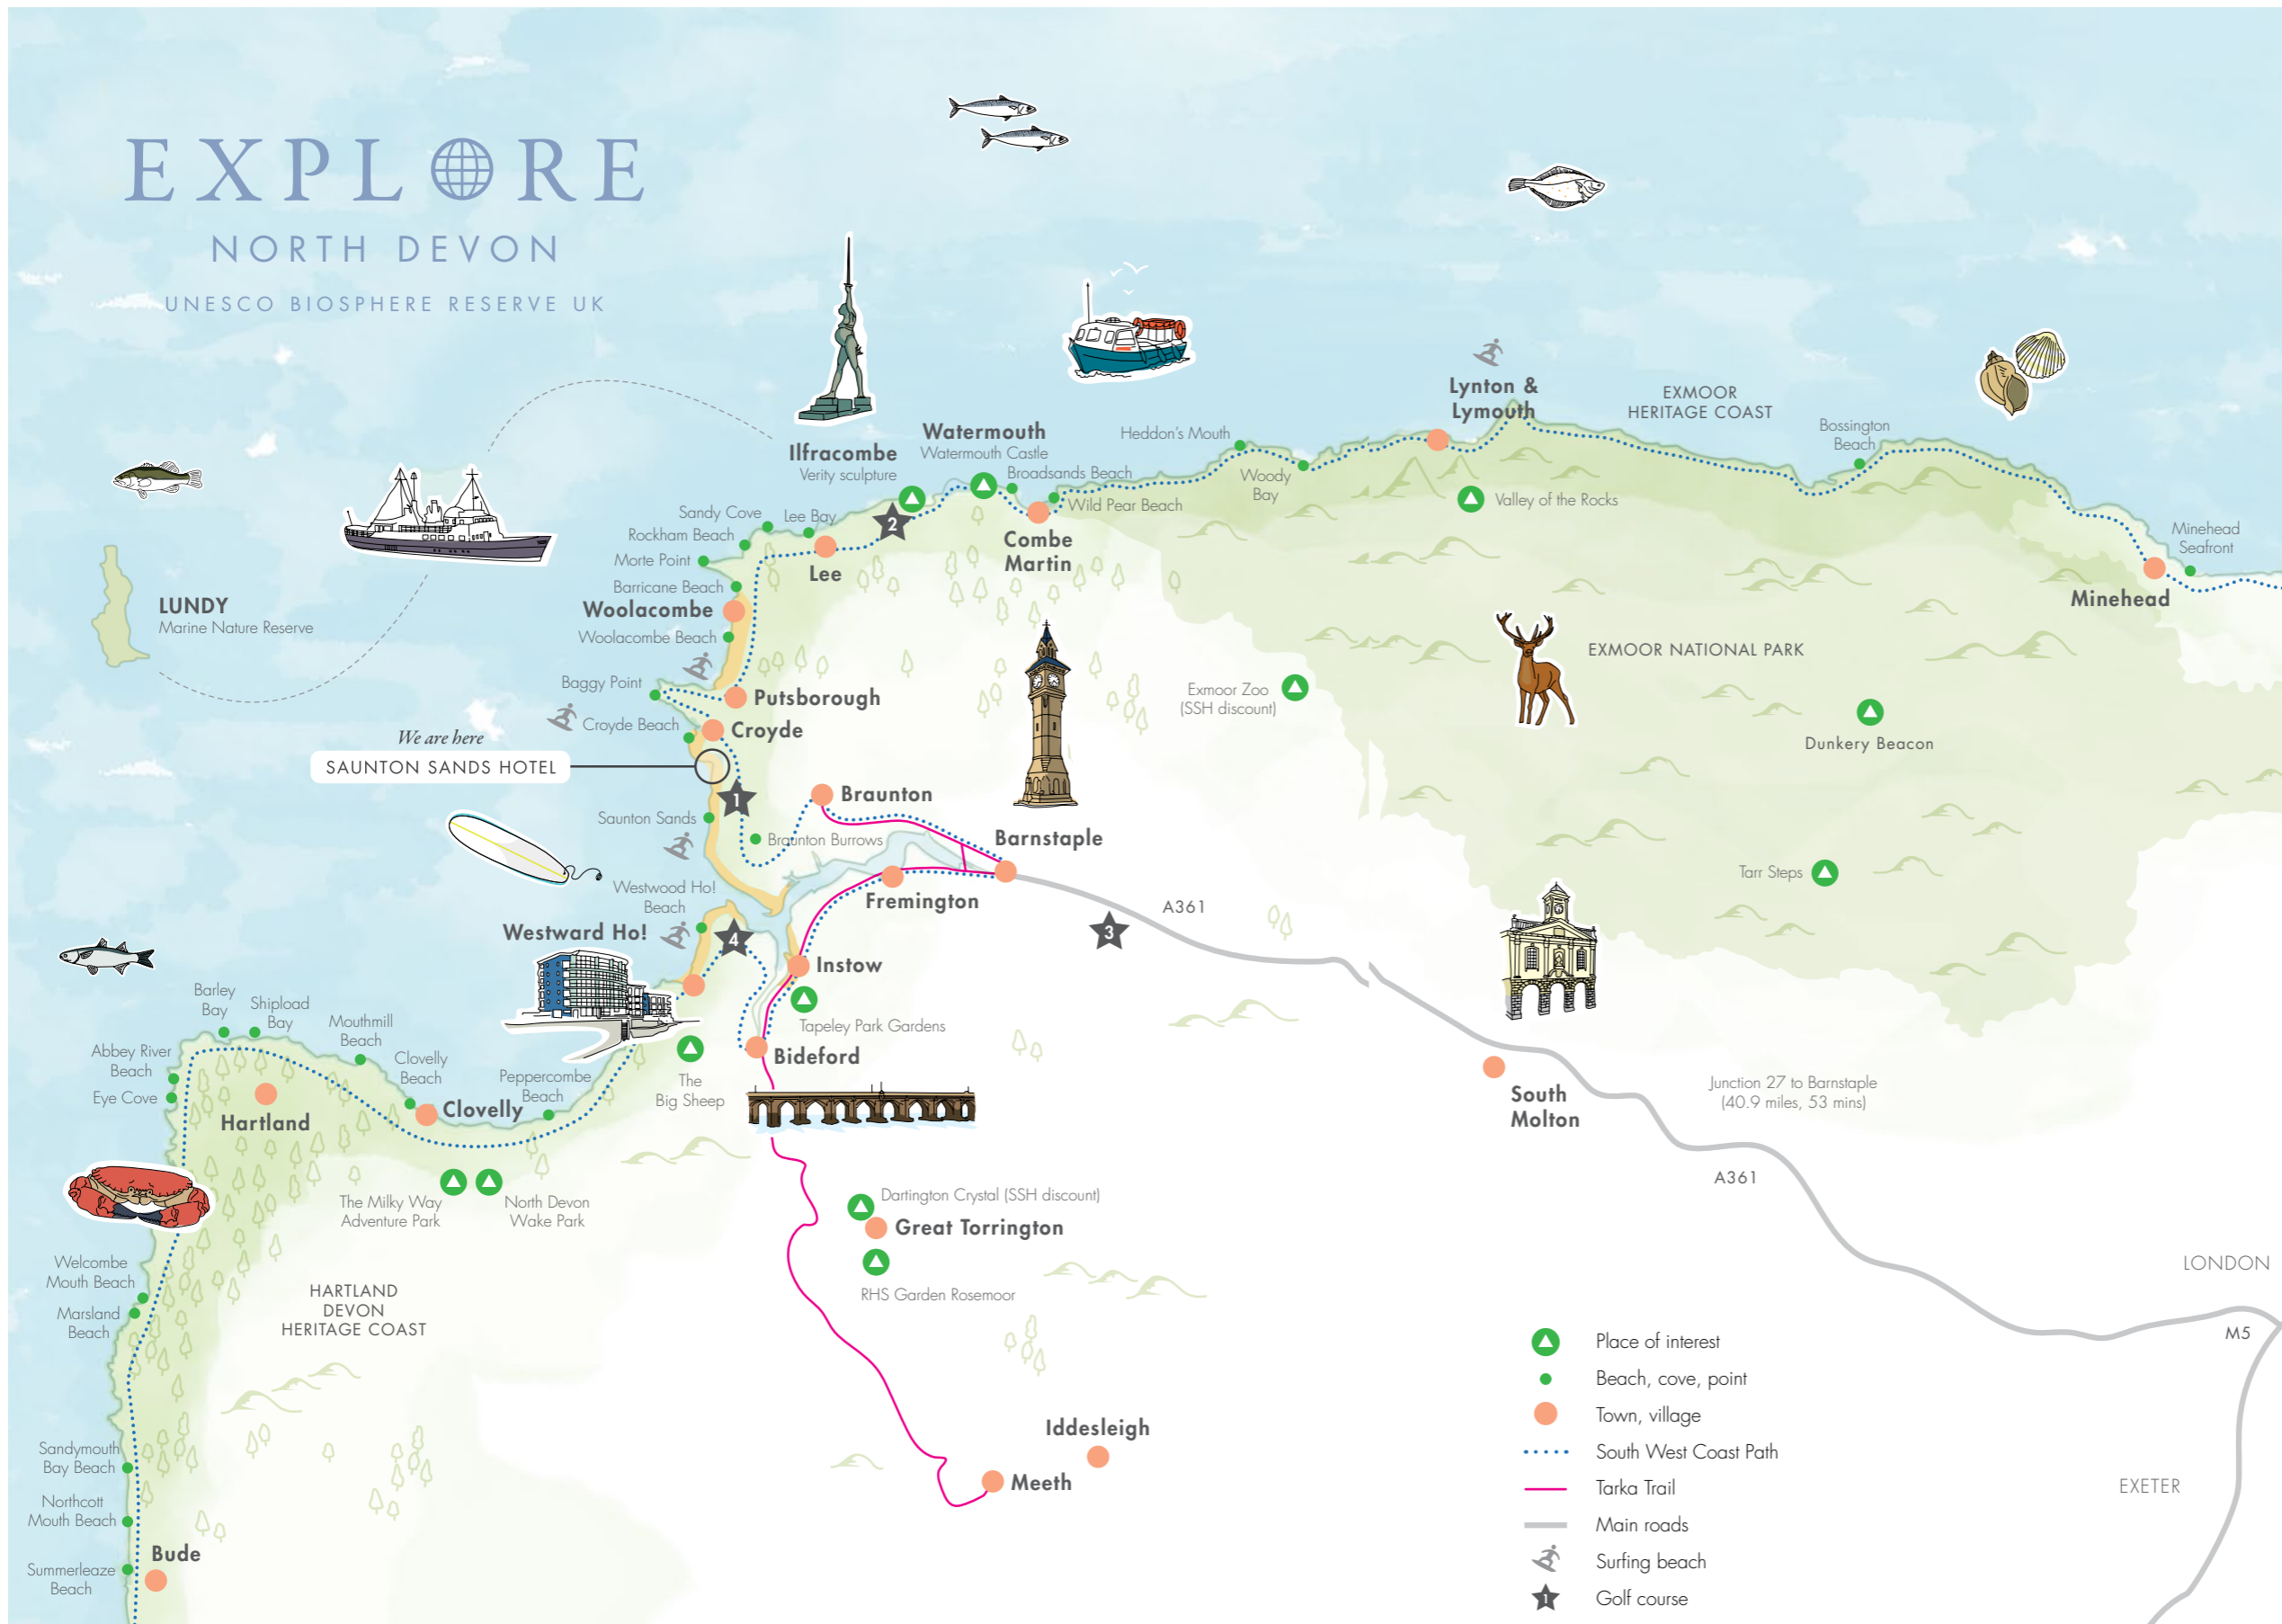 EXPLORE
NORTH DEVON
UNESCO BIOSPHERE RESERVE UK
Lynton &
Lymouth
EXMOOR
HERITAGE COAST
Bossington
Beach
Heddon's Mouth
Woody
Bay
Watermouth
Watermouth Castle
Broadsands Beach
Wild Pear Beach
Ilfracombe
Verity sculpture
Valley of the Rocks
Sandy Cove
Lee Bay
2
Rockham Beach
Morte Point
Lee
Combe
Martin
Minehead
Seafront
Minehead
Barricane Beach
Woolacombe
Woolacombe Beach
LUNDY
Marine Nature Reserve
EXMOOR NATIONAL PARK
Baggy Point
Putsborough
Exmoor Zoo
(SSH discount)
Croyde Beach
Croyde
Dunkery Beacon
We are here
SAUNTON SANDS HOTEL
1
Braunton
Saunton Sands
Braunton Burrows
Barnstaple
Tarr Steps
Westwood Ho!
Beach
Fremington
A361
3
Westward Ho!
4
Instow
Tapeley Park Gardens
Bideford
The
Big Sheep
Barley
Bay
Shipload
Bay
Mouthmill
Beach
Abbey River
Beach
Clovelly
Beach
Eye Cove
Peppercombe
Beach
Hartland
Clovelly
South
Molton
Junction 27 to Barnstaple
(40.9 miles, 53 mins)
A361
The Milky Way
Adventure Park
North Devon
Wake Park
Dartington Crystal (SSH discount)
Great Torrington
RHS Garden Rosemoor
Welcombe
Mouth Beach
Marsland
Beach
HARTLAND
DEVON
HERITAGE COAST
LONDON
M5
EXETER
Iddesleigh
Meeth
Sandymouth
Bay Beach
Northcott
Mouth Beach
Bude
Summerleaze
Beach
Place of interest
Beach, cove, point
Town, village
South West Coast Path
Tarka Trail
Main roads
Surfing beach
1
Golf course